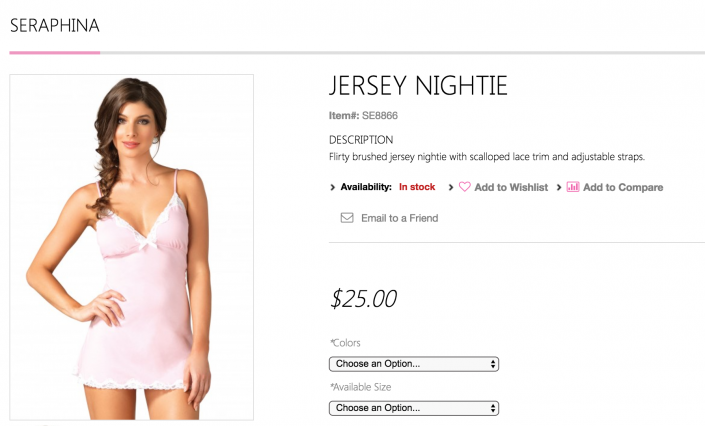 SERAPHINA
JERSEY NIGHTIE
Item#: SE8866
DESCRIPTION
Flirty brushed jersey nightie with scalloped lace trim and adjustable straps.
Availability: In stock Add to Wishlist Add to Compare
Email to a Friend
$25.00
*Colors
Choose an Option...
*Available Size
Choose an Option...